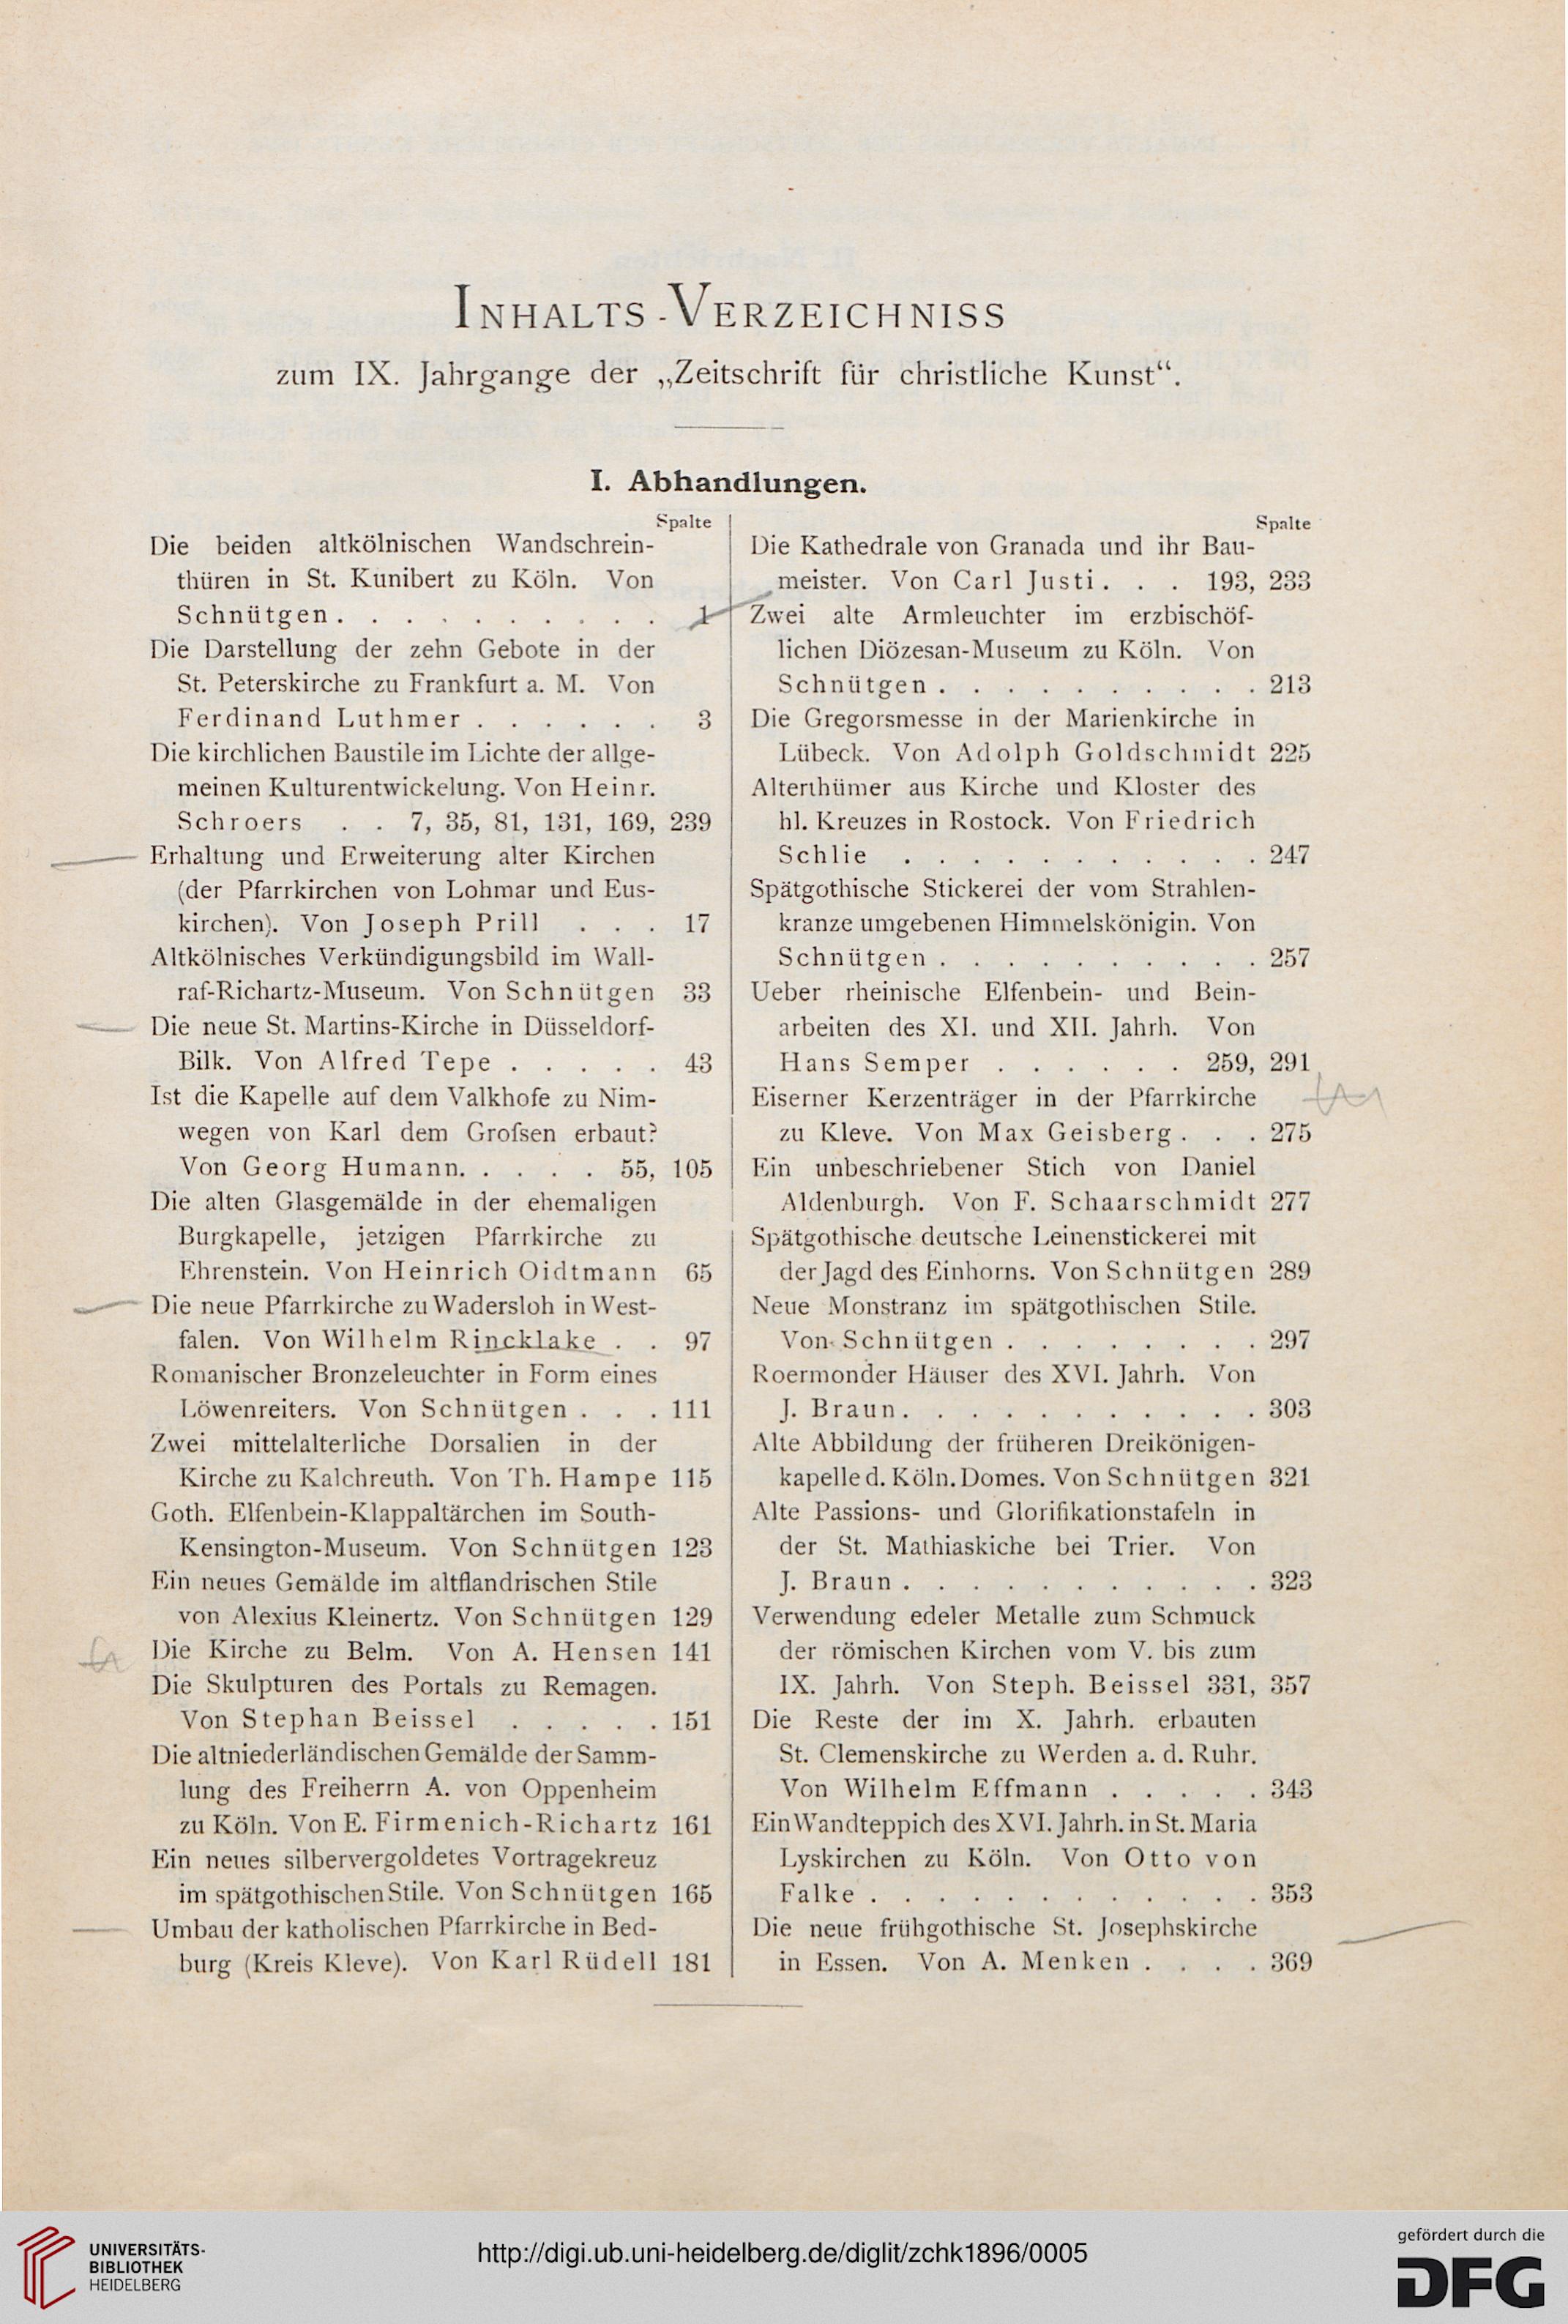 INHALTS-VERZEICHNISS
zum IX. Jahrgange der „Zeitschrift für christliche Kunst“.
I. Abhandlungen.
Spalte
Die beiden altkölnischen Wandschrein-
thüren in St. Kunibert zu Köln. Von
Schnütgen . . . . . . . . . . 1
Die Darstellung der zehn Gebote in der
St. Peterskirche zu Frankfurt a. M. Von
Ferdinand Luthmer . . . . . . 3
Die kirchlichen Baustile im Lichte der allge-
meinen Kulturentwickelung. Von Heinr.
Schroers . . 7, 35, 81, 131, 169, 239
Erhaltung und Erweiterung alter Kirchen
(der Pfarrkirchen von Lohmar und Eus-
kirchen). Von Joseph Prill . . . 17
Altkölnisches Verkündigungsbild im Wall-
raf-Richartz-Museum. Von Schnütgen 33
Die neue St. Martins-Kirche in Düsseldorf-
Bilk. Von Alfred Tepe . . . . . 43
Ist die Kapelle auf dem Valkhofe zu Nim-
wegen von Karl dem Grofsen erbaut?
Von Georg Humann. . . . . 55, 105
Die alten Glasgemälde in der ehemaligen
Burgkapelle, jetzigen Pfarrkirche zu
Ehrenstein. Von Heinrich Oidtmann 65
Die neue Pfarrkirche zu Wadersloh in West-
falen. Von Wilhelm Rincklake . . 97
Romanischer Bronzeleuchter in Form eines
Löwenreiters. Von Schnütgen . . . 111
Zwei mittelalterliche Dorsalien in der
Kirche zu Kalchreuth. Von Th. Hampe 115
Goth. Elfenbein-Klappaltärchen im South-
Kensington-Museum. Von Schnütgen 123
Ein neues Gemälde im altflandrischen Stile
von Alexius Kleinertz. Von Schnütgen 129
Die Kirche zu Belm. Von A. Hensen 141
Die Skulpturen des Portals zu Remagen.
Von Stephan Beissel . . . . . 151
Die altniederländischen Gemälde der Samm-
lung des Freiherrn A. von Oppenheim
zu Köln. Von E. Firmenich-Richartz 161
Ein neues silbervergoldetes Vortragekreuz
im spätgothischen Stile. Von Schnütgen 165
Umbau der katholischen Pfarrkirche in Bed-
burg (Kreis Kleve). Von Karl Rüdell 181
Spalte
Die Kathedrale von Granada und ihr Bau-
meister. Von Carl Justi. . . 193, 233
Zwei alte Armleuchter im erzbischöf-
lichen Diözesan-Museum zu Köln. Von
Schnütgen . . . . . . . . . . 213
Die Gregorsmesse in der Marienkirche in
Lübeck. Von Adolph Goldschmidt 225
Alterthümer aus Kirche und Kloster des
hl. Kreuzes in Rostock. Von Friedrich
Schlie . . . . . . . . . . . 247
Spätgothische Stickerei der vom Strahlen-
kranze umgebenen Himmelskönigin. Von
Schnütgen . . . . . . . . . . 257
Ueber rheinische Elfenbein- und Bein-
arbeiten des XI. und XII. Jahrh. Von
Hans Semper . . . . . . 259, 291
Eiserner Kerzenträger in der Pfarrkirche
zu Kleve. Von Max Geisberg . . . 275
Ein unbeschriebener Stich von Daniel
Aldenburgh. Von F. Schaarschmidt 277
Spätgothische deutsche Leinenstickerei mit
der Jagd des Einhorns. Von Schnütgen 289
Neue Monstranz im spätgothischen Stile.
Von Schnütgen . . . . . . . . 297
Roermonder Häuser des XVI. Jahrh. Von
J. Braun. . . . . . . . . . . 303
Alte Abbildung der früheren Dreikönigen-
kapelle d. Köln. Domes. Von Schnütgen 321
Alte Passions- und Glorifikationstafeln in
der St. Mathiaskiche bei Trier. Von
J. Braun . . . . . . . . . . . 323
Verwendung edeler Metalle zum Schmuck
der römischen Kirchen vom V. bis zum
IX. Jahrh. Von Steph. Beissel 331, 357
Die Reste der im X. Jahrh. erbauten
St. Clemenskirche zu Werden a. d. Ruhr.
Von Wilhelm Effmann . . . . . 343
Ein Wandteppich des XVI. Jahrh. in St. Maria
Lyskirchen zu Köln. Von Otto von
Falke . . . . . . . . . . . . 353
Die neue frühgothische St. Josephskirche
in Essen. Von A. Menken . . . . 369
UNIVERSITÄTS-
BIBLIOTHEK
HEIDELBERG
http://digi.ub.uni-heidelberg.de/diglit/zchk1896/0005
gefördert durch die
DFG